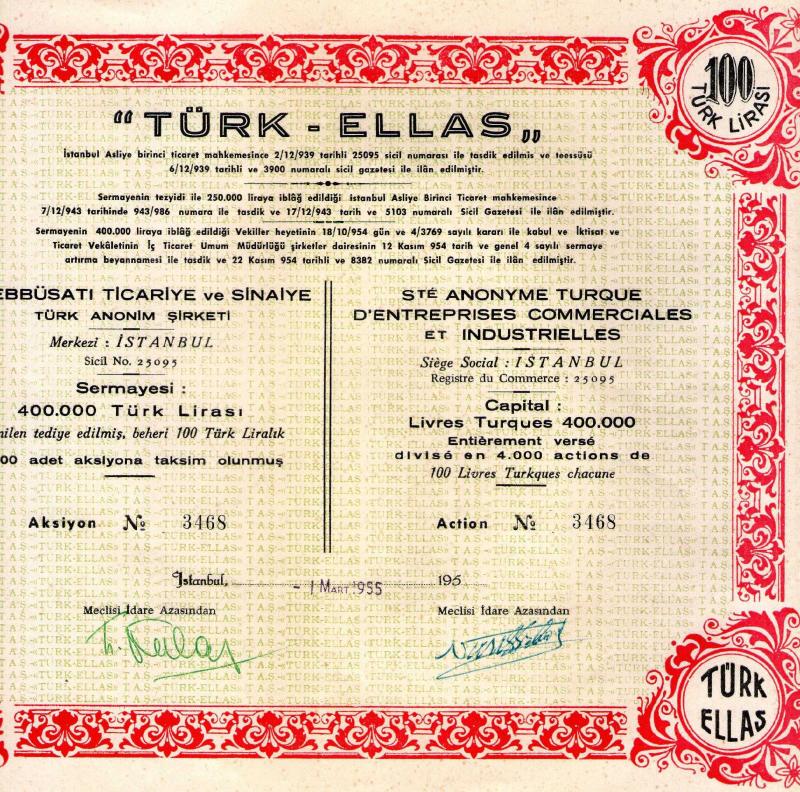 “TÜRK - ELLAS„
100
TÜRK LİRASI
İstanbul Asliye birinci ticaret mahkemesince 2/12/939 tarihli 25095 sicil numarası ile tasdik edilmiş ve teessüsü
6/12/939 tarihli ve 3900 numaralı sicil gazetesi ile ilân edilmiştir.
Sermayenin tezyidi ile 250.000 liraya iblâğ edildiği istanbul Asliye Birinci Ticaret mahkemesince
7/12/943 tarihinde 943/986 numara ile tasdik ve 17/12/943 tarih ve 5103 numaralı Sicil Gazetesi ile ilân edilmiştir.
Sermayenin 400.000 liraya iblâğ edildiği Vekiller heyetinin 18/10/954 gün ve 4/3769 sayılı kararı ile kabul ve İktisat ve
Ticaret Vekâletinin İç Ticaret Umum Müdürlüğü şirketler dairesinin 12 Kasım 954 tarih ve genel 4 sayılı sermaye
artırma beyannamesi ile tasdik ve 22 Kasım 954 tarihli ve 8382 numaralı Sicil Gazetesi ile ilân edilmiştir.
EBBÜSATI TİCARİYE ve SİNAİYE
TÜRK ANONİM ŞİRKETİ
Merkezi : İSTANBUL
Sicil No. 25095
Sermayesi :
400.000 Türk Lirası
milen tediye edilmiş, beheri 100 Türk Liralık
00 adet aksiyona taksim olunmuş
Aksiyon № 3468
STÉ ANONYME TURQUE
D'ENTREPRISES COMMERCIALES
ET INDUSTRIELLES
Siège Social : ISTANBUL
Registre du Commerce : 25095
Capital :
Livres Turques 400.000
Entièrement versé
divisé en 4.000 actions de
100 Livres Turkques chacune
Action № 3468
İstanbul, - 1 MART 1955 195
Meclisi İdare Azasından
Meclisi İdare Azasından
TÜRK
ELLAS